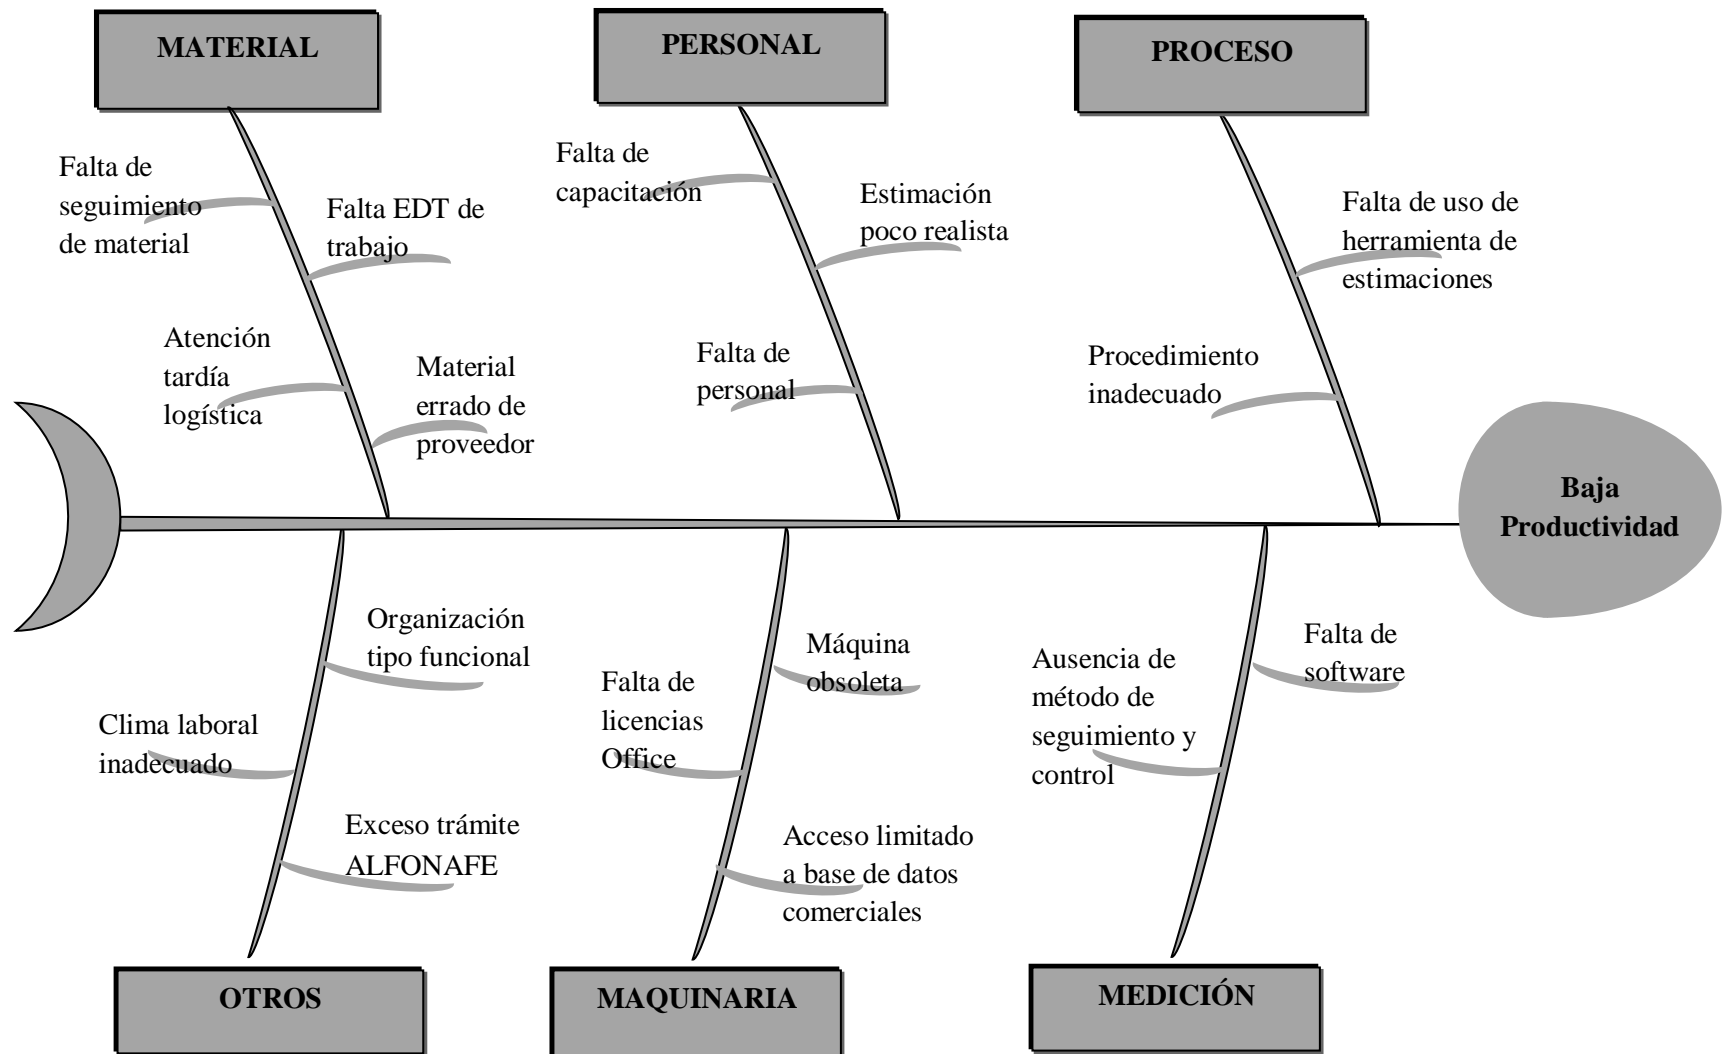 MATERIAL
PERSONAL
PROCESO
Falta de
seguimiento
de material
Falta EDT de
trabajo
Atención
tardía
logística
Material
errado de
proveedor
Falta de
capacitación
Estimación
poco realista
Falta de
personal
Falta de uso de
herramienta de
estimaciones
Procedimiento
inadecuado
Baja
Productividad
Organización
tipo funcional
Clima laboral
inadecuado
Exceso trámite
ALFONAFE
Máquina
obsoleta
Falta de
licencias
Office
Acceso limitado
a base de datos
comerciales
Falta de
software
Ausencia de
método de
seguimiento y
control
OTROS
MAQUINARIA
MEDICIÓN